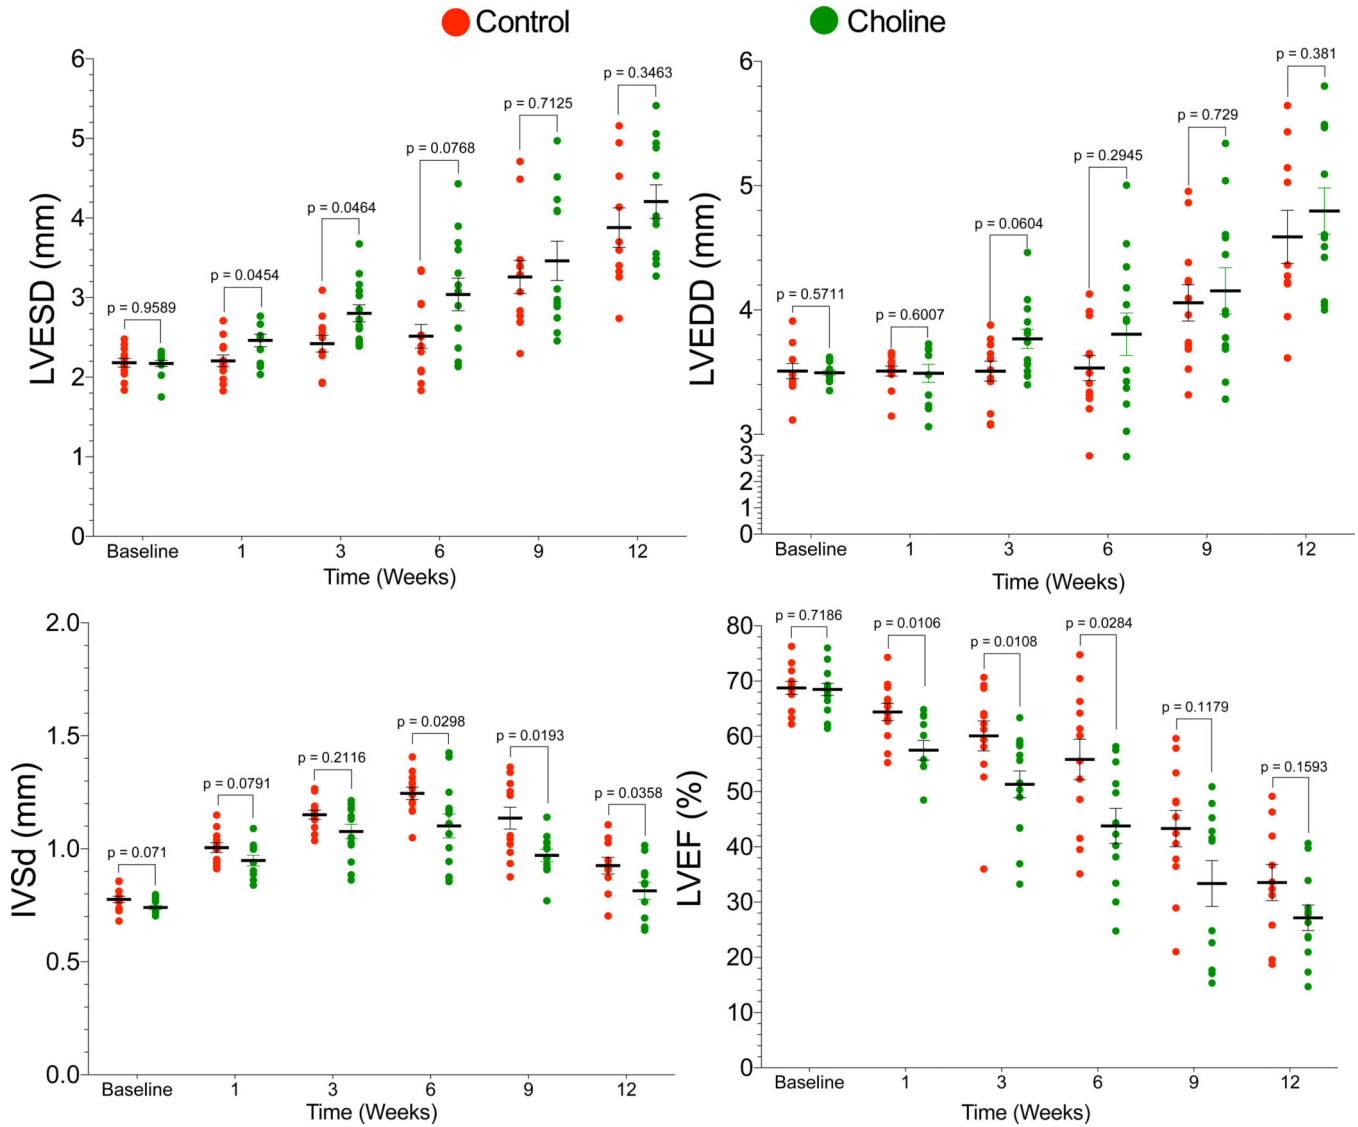 Control
Choline
LVESD (mm)
6
5
4
3
2
1
0
p = 0.9589
p = 0.0454
p = 0.0464
p = 0.0768
p = 0.7125
p = 0.3463
Baseline
1
3
6
9
12
Time (Weeks)
LVEDD (mm)
6
5
4
3
3
2
1
0
p = 0.5711
p = 0.6007
p = 0.0604
p = 0.2945
p = 0.729
p = 0.381
Baseline
1
3
6
9
12
Time (Weeks)
IVSd (mm)
2.0
1.5
1.0
0.5
0.0
p = 0.071
p = 0.0791
p = 0.2116
p = 0.0298
p = 0.0193
p = 0.0358
Baseline
1
3
6
9
12
Time (Weeks)
LVEF (%)
80
70
60
50
40
30
20
10
0
p = 0.7186
p = 0.0106
p = 0.0108
p = 0.0284
p = 0.1179
p = 0.1593
Baseline
1
3
6
9
12
Time (Weeks)